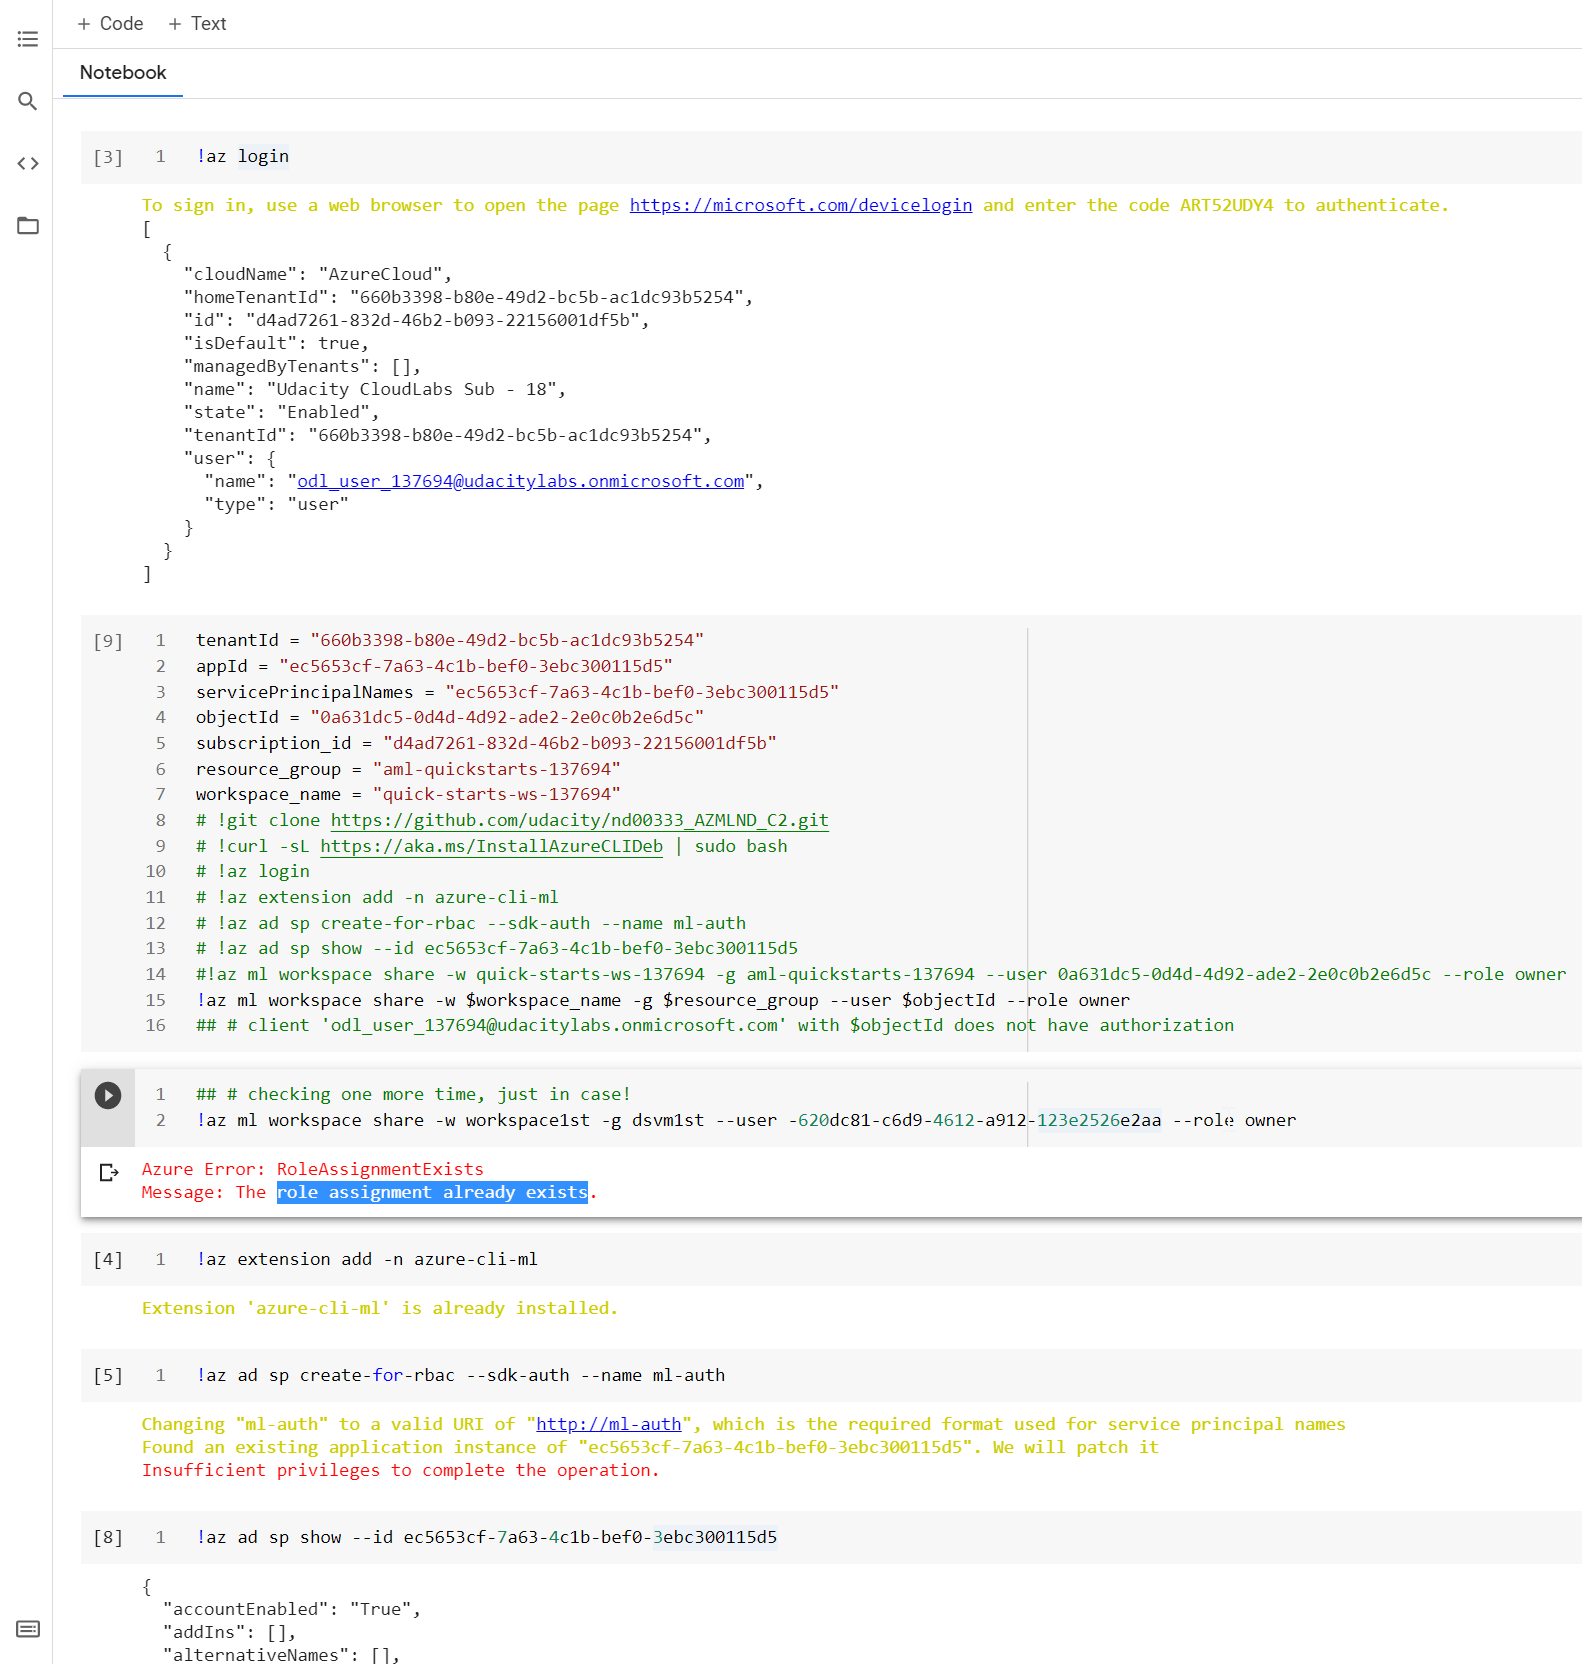 + Code + Text
Notebook
[3] 1 !az login
To sign in, use a web browser to open the page https://microsoft.com/devicelogin and enter the code ART52UDY4 to authenticate.
[
{
"cloudName": "AzureCloud",
"homeTenantId": "660b3398-b80e-49d2-bc5b-ac1dc93b5254",
"id": "d4ad7261-832d-46b2-b093-22156001df5b",
"isDefault": true,
"managedByTenants": [],
"name": "Udacity CloudLabs Sub - 18",
"state": "Enabled",
"tenantId": "660b3398-b80e-49d2-bc5b-ac1dc93b5254",
"user": {
"name": "odl_user_137694@udacitylabs.onmicrosoft.com",
"type": "user"
}
}
]
[9] 1 tenantId = "660b3398-b80e-49d2-bc5b-ac1dc93b5254"
2 appId = "ec5653cf-7a63-4c1b-bef0-3ebc300115d5"
3 servicePrincipalNames = "ec5653cf-7a63-4c1b-bef0-3ebc300115d5"
4 objectId = "0a631dc5-0d4d-4d92-ade2-2e0c0b2e6d5c"
5 subscription_id = "d4ad7261-832d-46b2-b093-22156001df5b"
6 resource_group = "aml-quickstarts-137694"
7 workspace_name = "quick-starts-ws-137694"
8 # !git clone https://github.com/udacity/nd00333_AZMLND_C2.git
9 # !curl -sL https://aka.ms/InstallAzureCLIDeb | sudo bash
10 # !az login
11 # !az extension add -n azure-cli-ml
12 # !az ad sp create-for-rbac --sdk-auth --name ml-auth
13 # !az ad sp show --id ec5653cf-7a63-4c1b-bef0-3ebc300115d5
14 #!az ml workspace share -w quick-starts-ws-137694 -g aml-quickstarts-137694 --user 0a631dc5-0d4d-4d92-ade2-2e0c0b2e6d5c --role owner
15 !az ml workspace share -w $workspace_name -g $resource_group --user $objectId --role owner
16 ## # client 'odl_user_137694@udacitylabs.onmicrosoft.com' with $objectId does not have authorization
1 ## # checking one more time, just in case!
2 !az ml workspace share -w workspace1st -g dsvm1st --user -620dc81-c6d9-4612-a912-123e2526e2aa --role owner
Azure Error: RoleAssignmentExists
Message: The role assignment already exists.
[4] 1 !az extension add -n azure-cli-ml
Extension 'azure-cli-ml' is already installed.
[5] 1 !az ad sp create-for-rbac --sdk-auth --name ml-auth
Changing "ml-auth" to a valid URI of "http://ml-auth", which is the required format used for service principal names
Found an existing application instance of "ec5653cf-7a63-4c1b-bef0-3ebc300115d5". We will patch it
Insufficient privileges to complete the operation.
[8] 1 !az ad sp show --id ec5653cf-7a63-4c1b-bef0-3ebc300115d5
{
"accountEnabled": "True",
"addIns": [],
"alternativeNames": [],